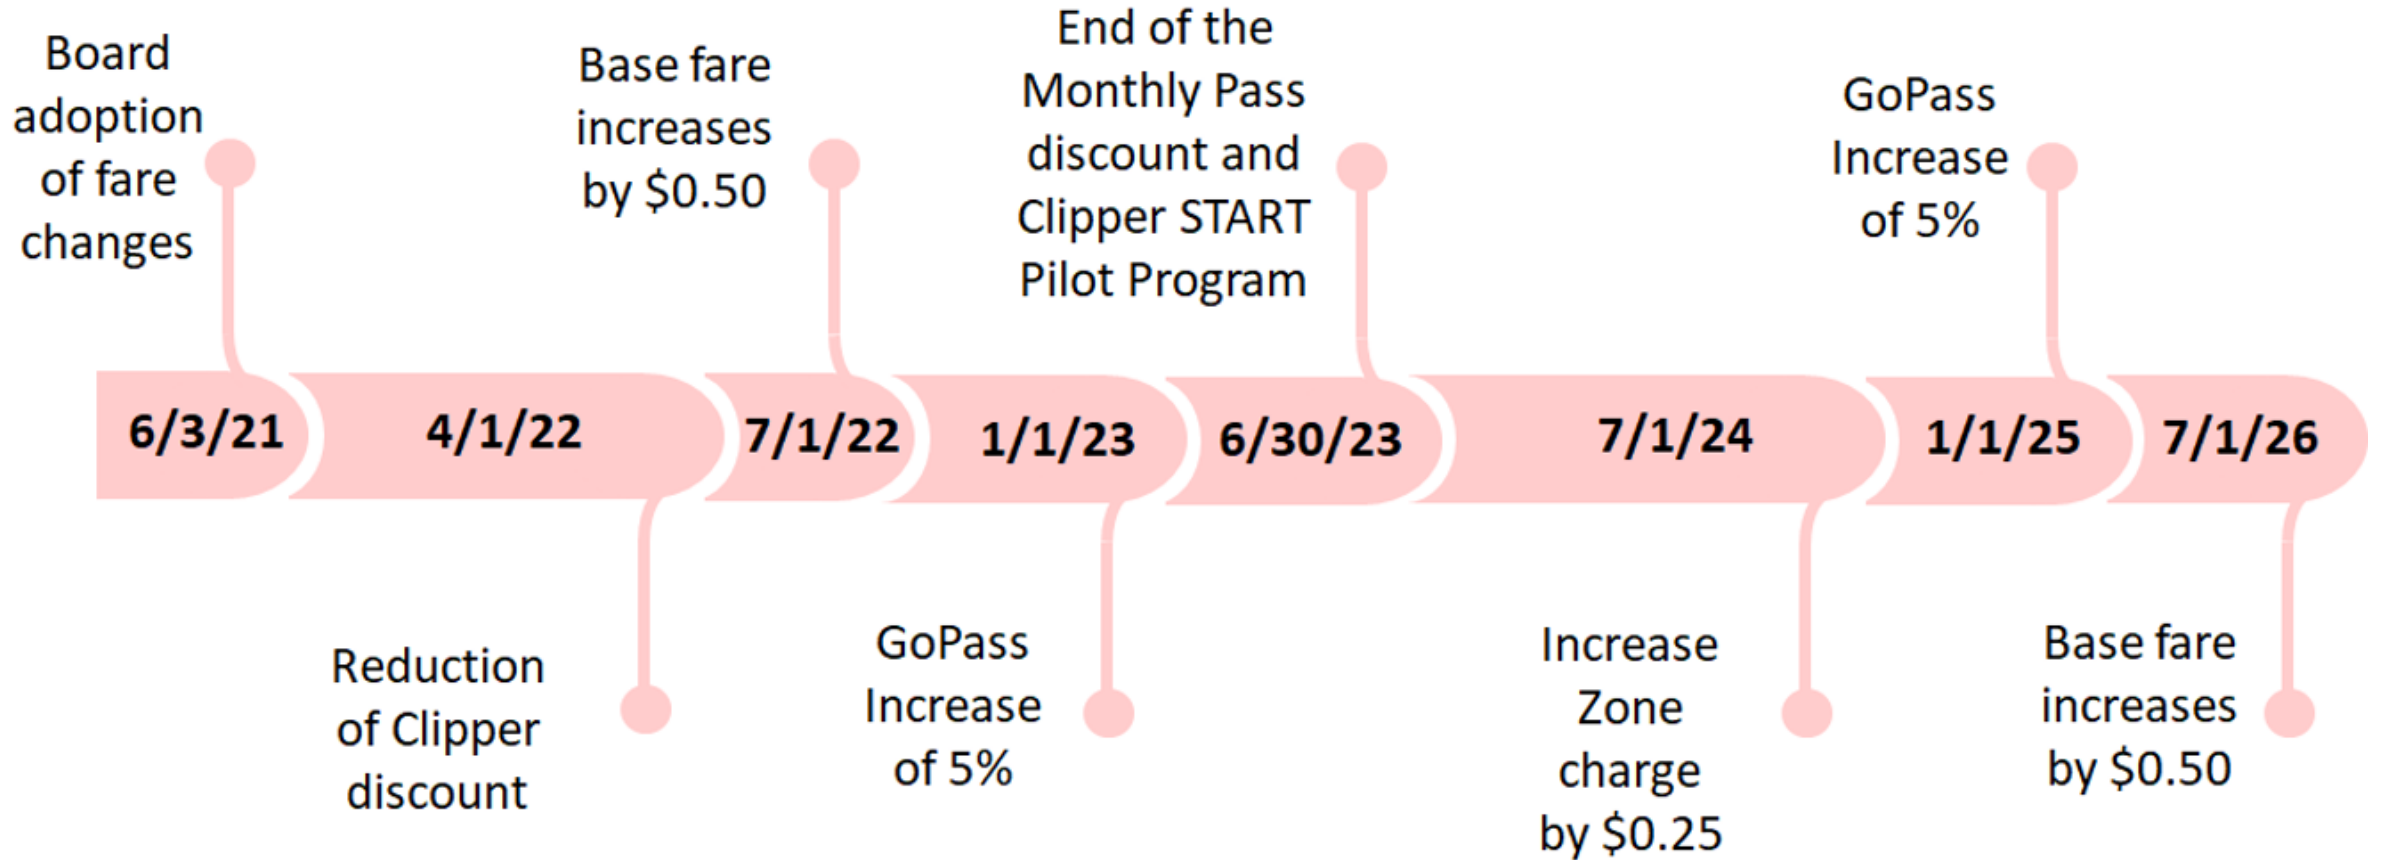 Board
adoption
of fare
changes
Base fare
increases
by $0.50
End of the
Monthly Pass
discount and
Clipper START
Pilot Program
GoPass
Increase
of 5%
6/3/21
4/1/22
7/1/22
1/1/23
6/30/23
7/1/24
1/1/25
7/1/26
Reduction
of Clipper
discount
GoPass
Increase
of 5%
Increase
Zone
charge
by $0.25
Base fare
increases
by $0.50